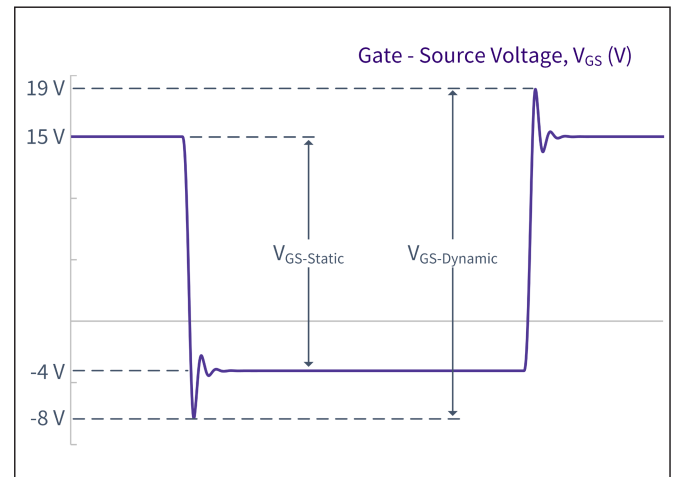 Gate - Source Voltage, VGS (V)
19 V
15 V
VGS-Static
VGS-Dynamic
-4 V
-8 V